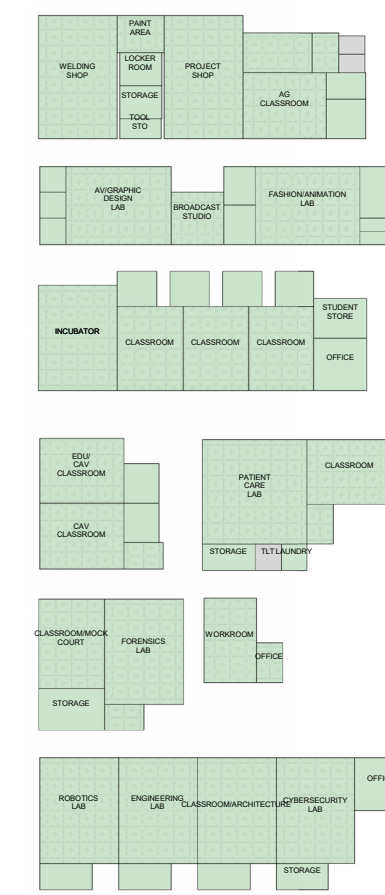 PAINT
AREA
WELDING
SHOP
LOCKER
ROOM
PROJECT
SHOP
STORAGE
AG
CLASSROOM
TOOL
STO
AV/GRAPHIC
DESIGN
LAB
BROADCAST
STUDIO
FASHION/ANIMATION
LAB
INCUBATOR
CLASSROOM
CLASSROOM
CLASSROOM
STUDENT
STORE
OFFICE
EDU/
CAV
CLASSROOM
CAV
CLASSROOM
PATIENT
CARE
LAB
CLASSROOM
STORAGE
TLT
LAUNDRY
CLASSROOM/MOCK
COURT
FORENSICS
LAB
STORAGE
WORKROOM
OFFICE
ROBOTICS
LAB
ENGINEERING
LAB
CLASSROOM/ARCHITECTURE
CYBERSECURITY
LAB
OFFI
STORAGE